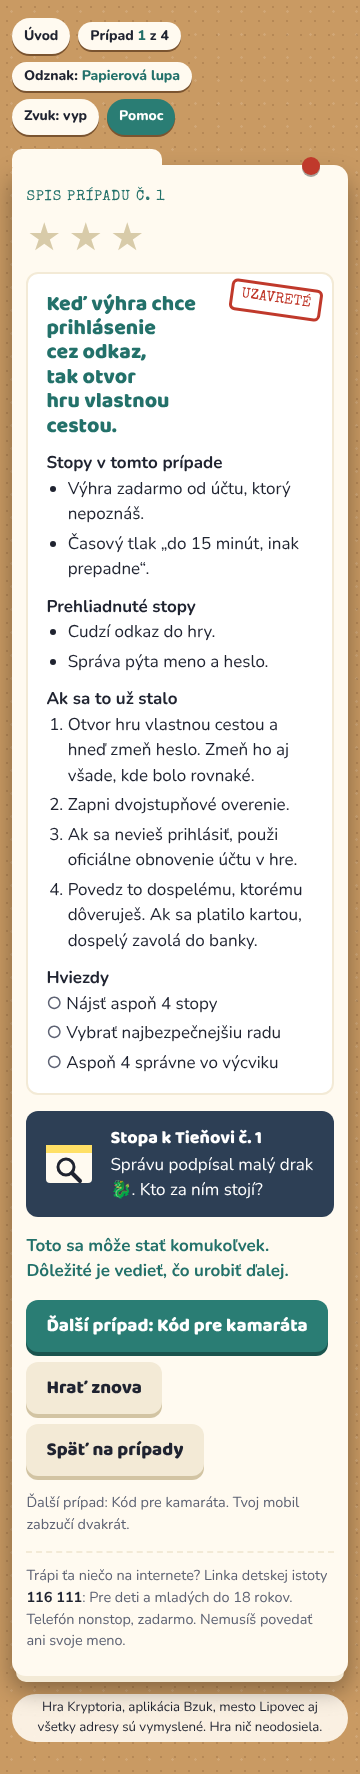 Úvod
Prípad 1 z 4
Odznak: Papierová lupa
Zvuk: vyp
Pomoc
SPIS PRÍPADU Č. 1
UZAVRETÉ
Keď výhra chce
prihlásenie
cez odkaz,
tak otvor
hru vlastnou
cestou.
Stopy v tomto prípade
• Výhra zadarmo od účtu, ktorý
nepoznáš.
• Časový tlak „do 15 minút, inak
prepadne“.
Prehliadnuté stopy
• Cudzí odkaz do hry.
• Správa pýta meno a heslo.
Ak sa to už stalo
1. Otvor hru vlastnou cestou a
hneď zmeň heslo. Zmeň ho aj
všade, kde bolo rovnaké.
2. Zapni dvojstupňové overenie.
3. Ak sa nevieš prihlásiť, použi
oficiálne obnovenie účtu v hre.
4. Povedz to dospelému, ktorému
dôveruješ. Ak sa platilo kartou,
dospelý zavolá do banky.
Hviezdy
Nájsť aspoň 4 stopy
Vybrať najbezpečnejšiu radu
Aspoň 4 správne vo výcviku
Stopa k Tieňovi č. 1
Správu podpísal malý drak
🐉. Kto za ním stojí?
Toto sa môže stať komukoľvek.
Dôležité je vedieť, čo urobiť ďalej.
Ďalší prípad: Kód pre kamaráta
Hrať znova
Späť na prípady
Ďalší prípad: Kód pre kamaráta. Tvoj mobil
zabzučí dvakrát.
Trápi ťa niečo na internete? Linka detskej istoty
116 111: Pre deti a mladých do 18 rokov.
Telefón nonstop, zadarmo. Nemusíš povedať
ani svoje meno.
Hra Kryptoria, aplikácia Bzuk, mesto Lipovec aj
všetky adresy sú vymyslené. Hra nič neodosiela.